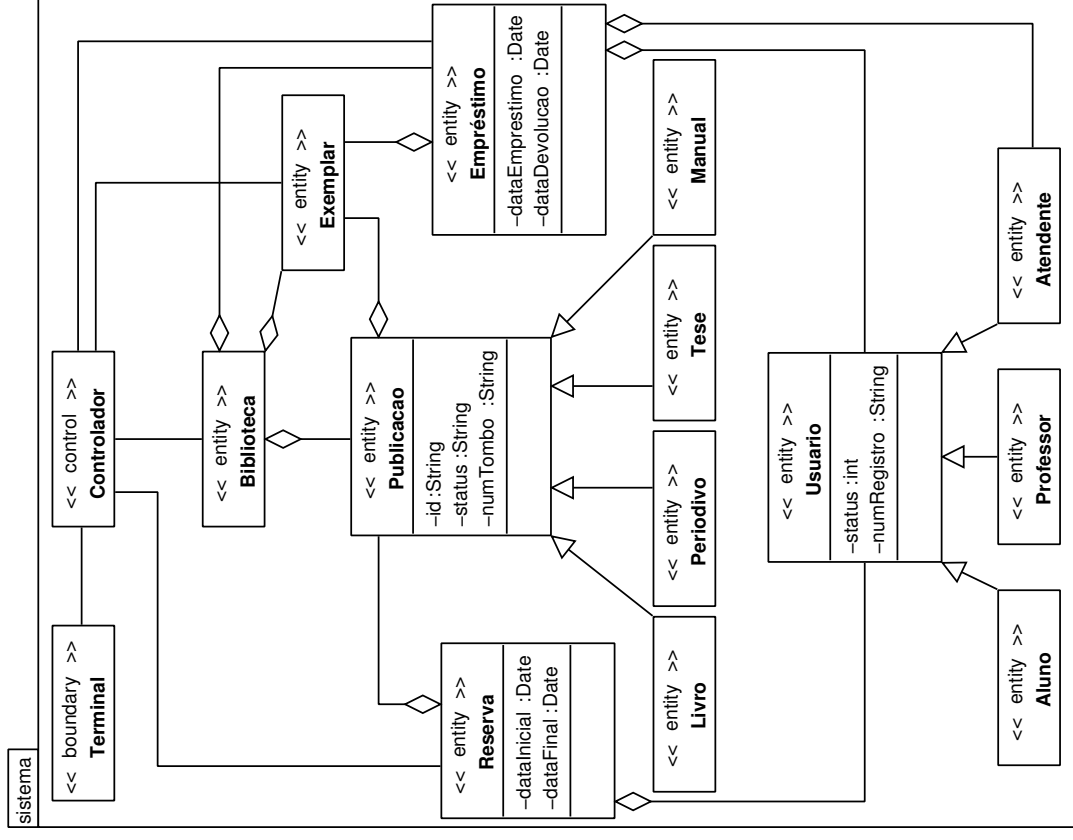 sistema
<< boundary >>
Terminal
<< control >>
Controlador
<< entity >>
Biblioteca
<< entity >>
Exemplar
<< entity >>
Reserva
–dataInicial :Date
–dataFinal :Date
<< entity >>
Publicacao
–id :String
–status :String
–numTombo :String
<< entity >>
Empréstimo
–dataEmprestimo :Date
–dataDevolucao :Date
<< entity >>
Livro
<< entity >>
Periodivo
<< entity >>
Tese
<< entity >>
Manual
<< entity >>
Usuario
–status :int
–numRegistro :String
<< entity >>
Aluno
<< entity >>
Professor
<< entity >>
Atendente